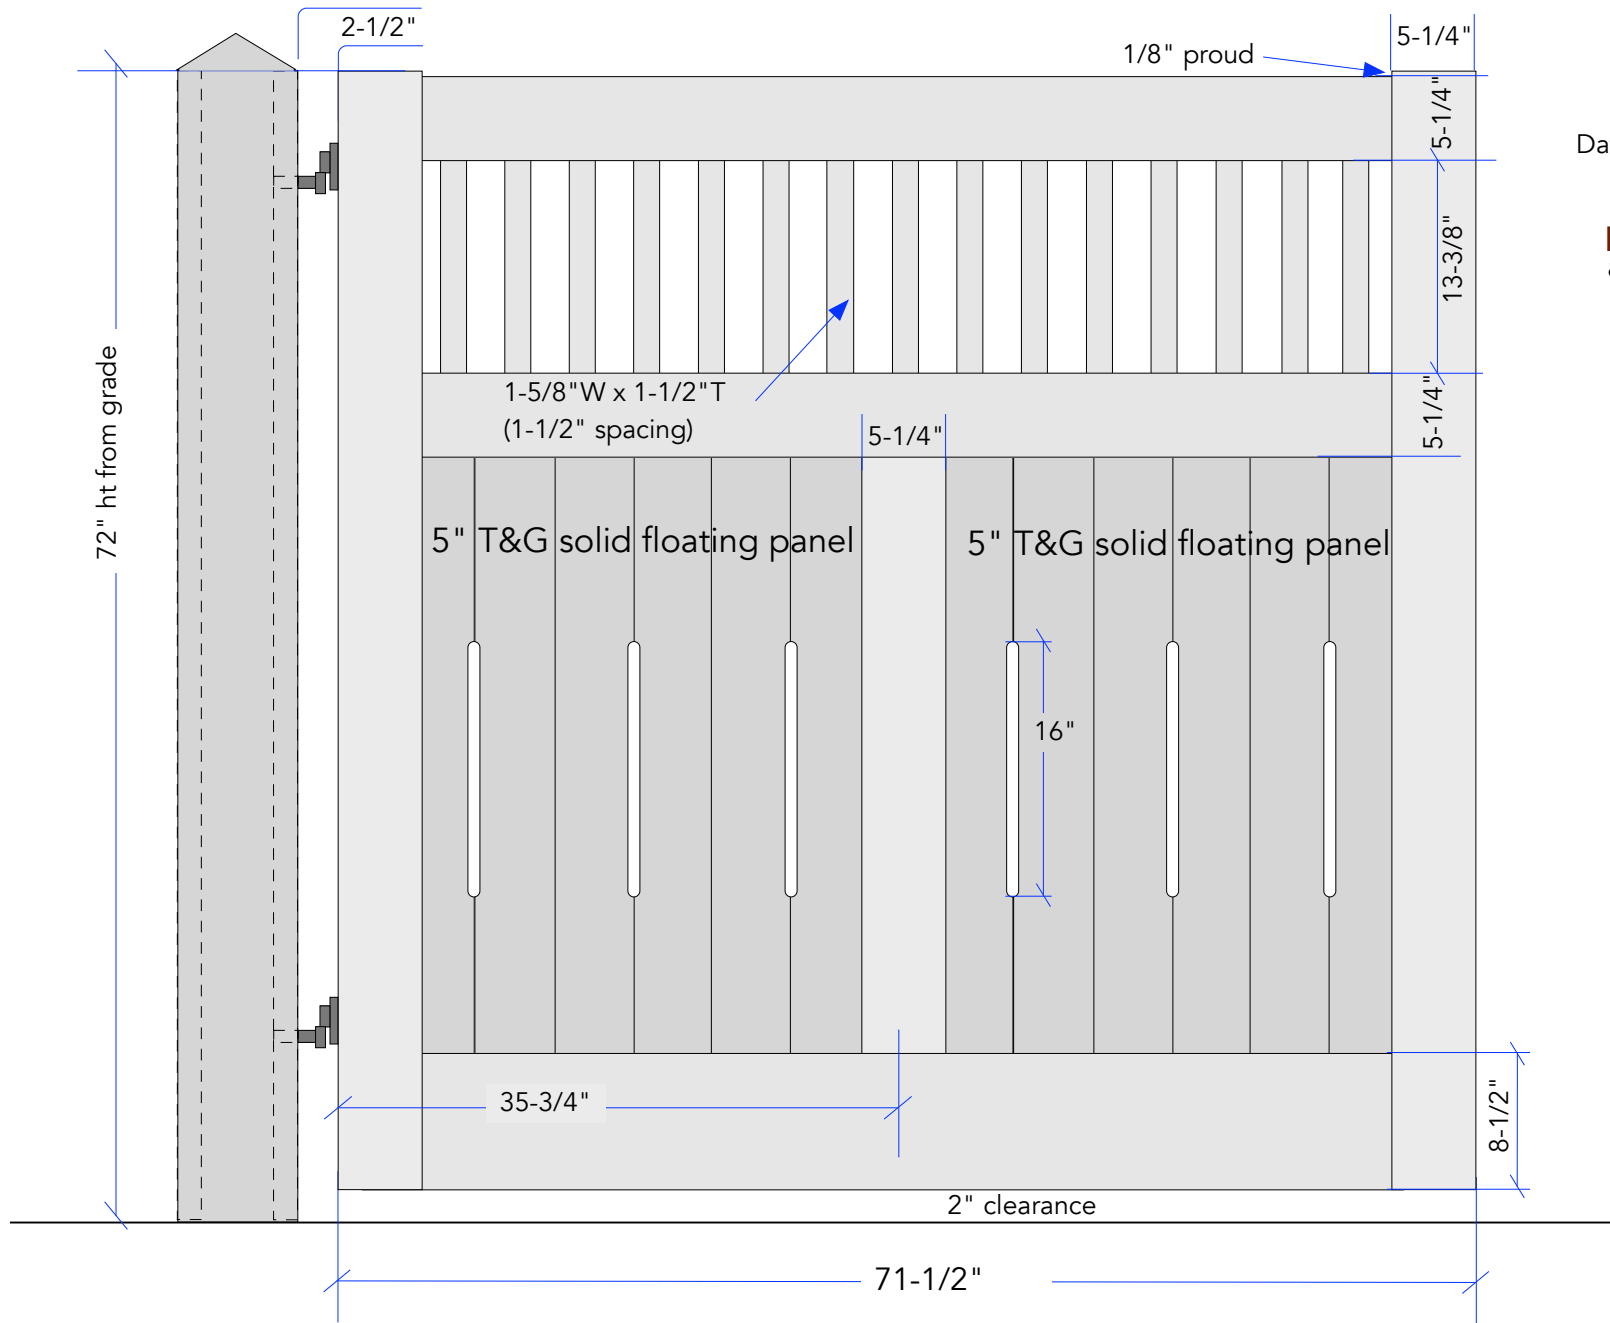 2-1/2"
5-1/4"
1/8" proud
5-1/4"
Da
13-3/8"
72" ht from grade
1-5/8"W x 1-1/2"T
(1-1/2" spacing)
5-1/4"
5-1/4"
5" T&G solid floating panel
5" T&G solid floating panel
16"
35-3/4"
8-1/2"
2" clearance
71-1/2"